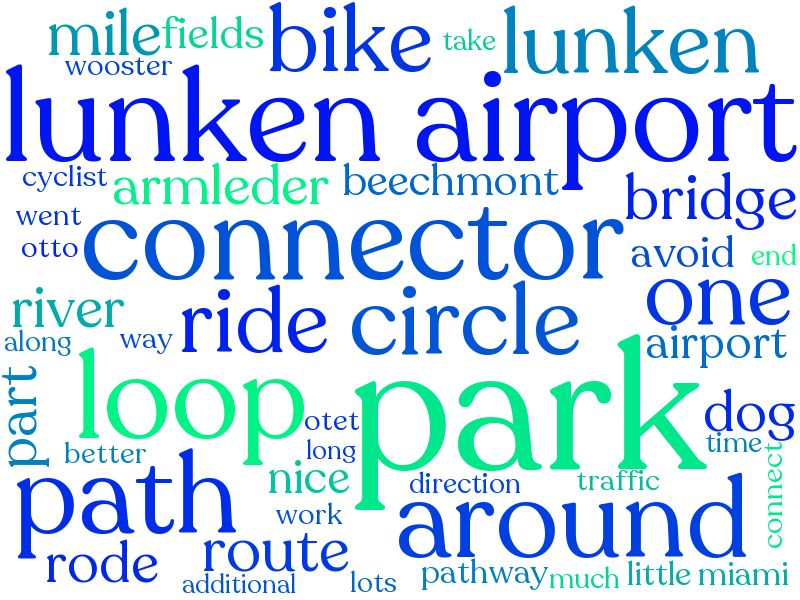 mile fields bike take lunken
wooster
lunken airport
cyclist armleder beechmont bridge
went connector
otto avoid end
river ride circle one
along way airport
part loop park dog
otet time
better long connect
path nice direction traffic around
work
rode route pathway much little miami
additional lots